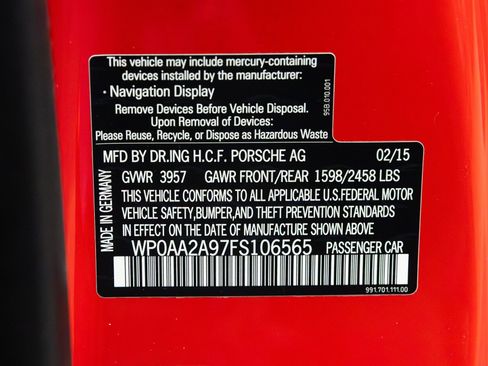 This vehicle may include mercury-containing
devices installed by the manufacturer:
· Navigation Display
Remove Devices Before Vehicle Disposal.
Upon Removal of Devices:
Please Reuse, Recycle, or Dispose as Hazardous Waste
95B.010.001
MFD BY DR.ING H.C.F. PORSCHE AG 02/15
GVWR 3957 GAWR FRONT/REAR 1598/2458 LBS
THIS VEHICLE CONFORMS TO ALL APPLICABLE U.S.FEDERAL MOTOR
VEHICLE SAFETY,BUMPER,AND THEFT PREVENTION STANDARDS
IN EFFECT ON THE DATE OF MANUFACTURE SHOWN ABOVE
WP0AA2A97FS106565 PASSENGER CAR
MADE IN GERMANY
991.701.111.00